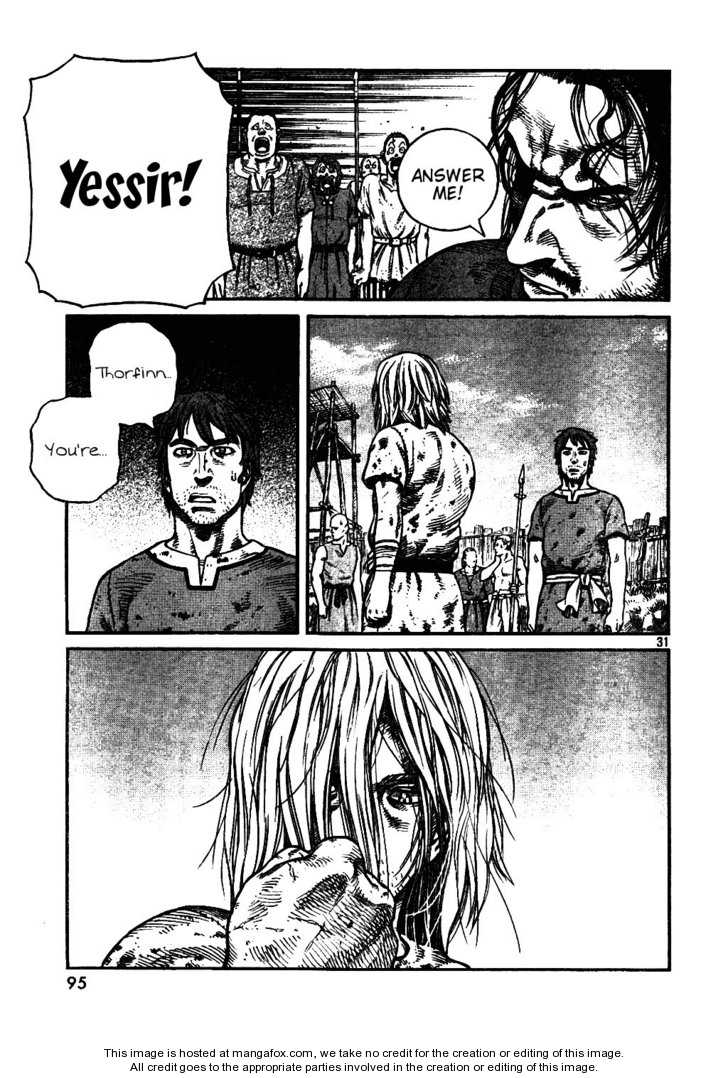 ANSWER
ME!
Yessir!
Thorfinn..
You're...
31
95
This image is hosted at mangafox.com, we take no credit for the creation or editing of this image.
All credit goes to the appropriate parties involved in the creation and editing of this image.